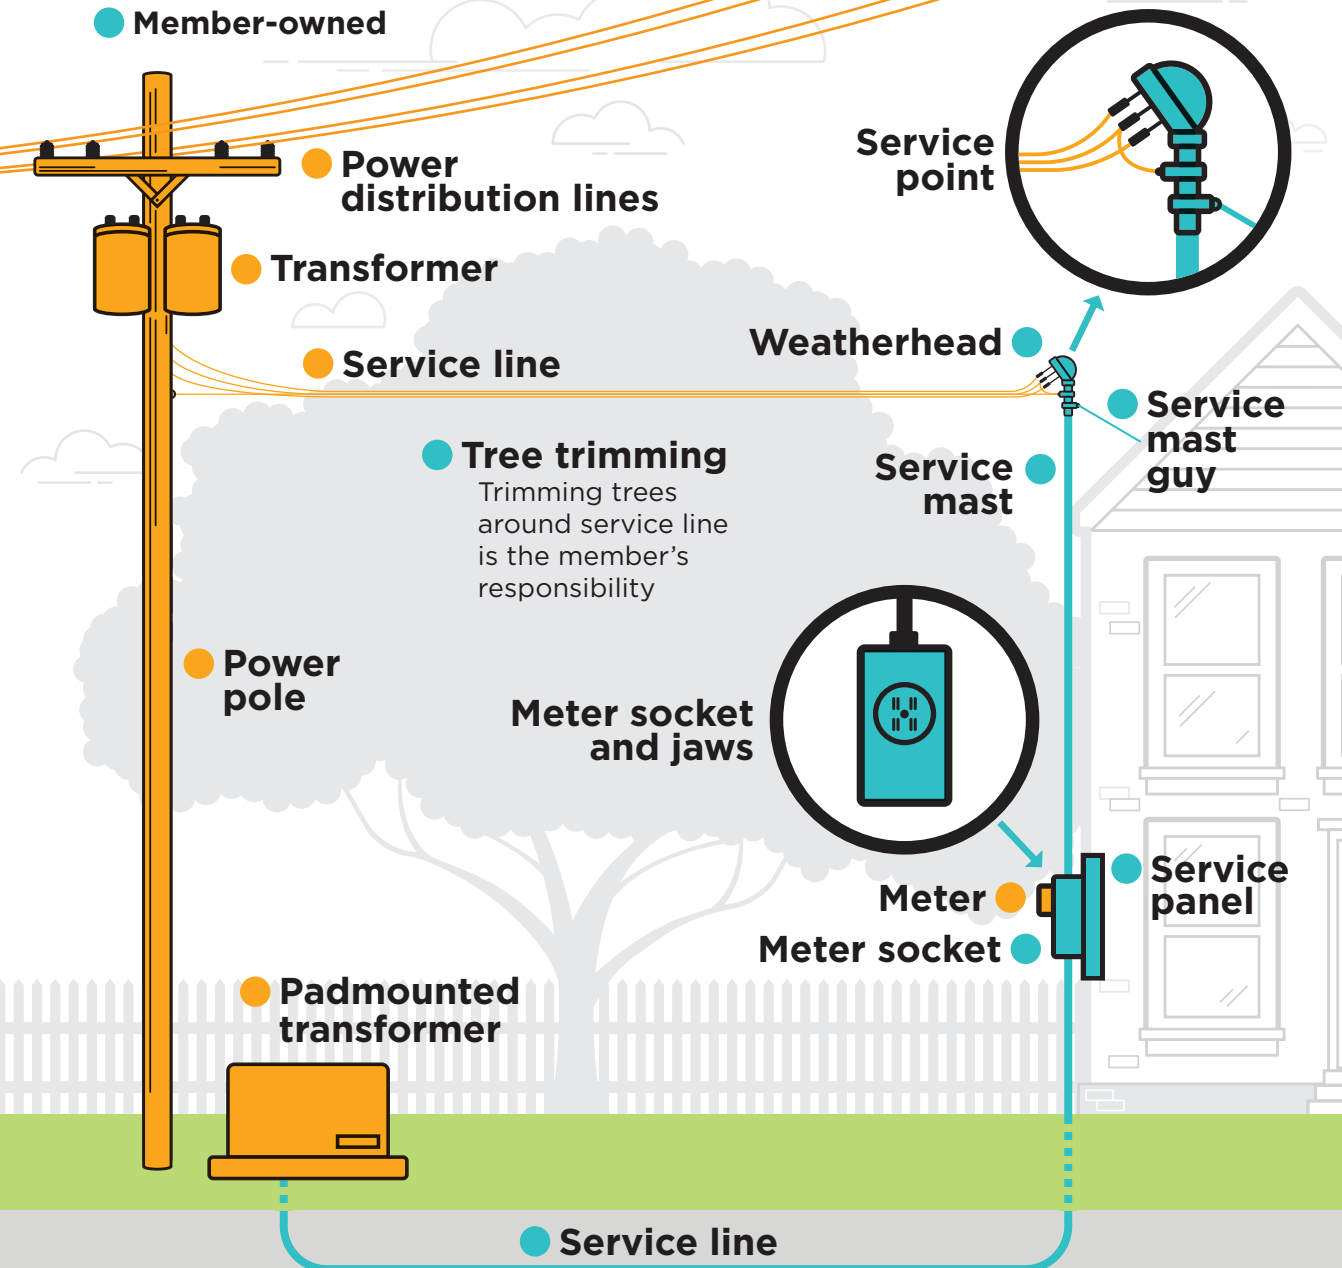 Member-owned
Service
point
Power
distribution lines
Transformer
Weatherhead
Service line
Service
mast
guy
Tree trimming
Trimming trees
around service line
is the member's
responsibility
Service
mast
Power
pole
Meter socket
and jaws
Service
panel
Meter
Meter socket
Padmounted
transformer
Service line